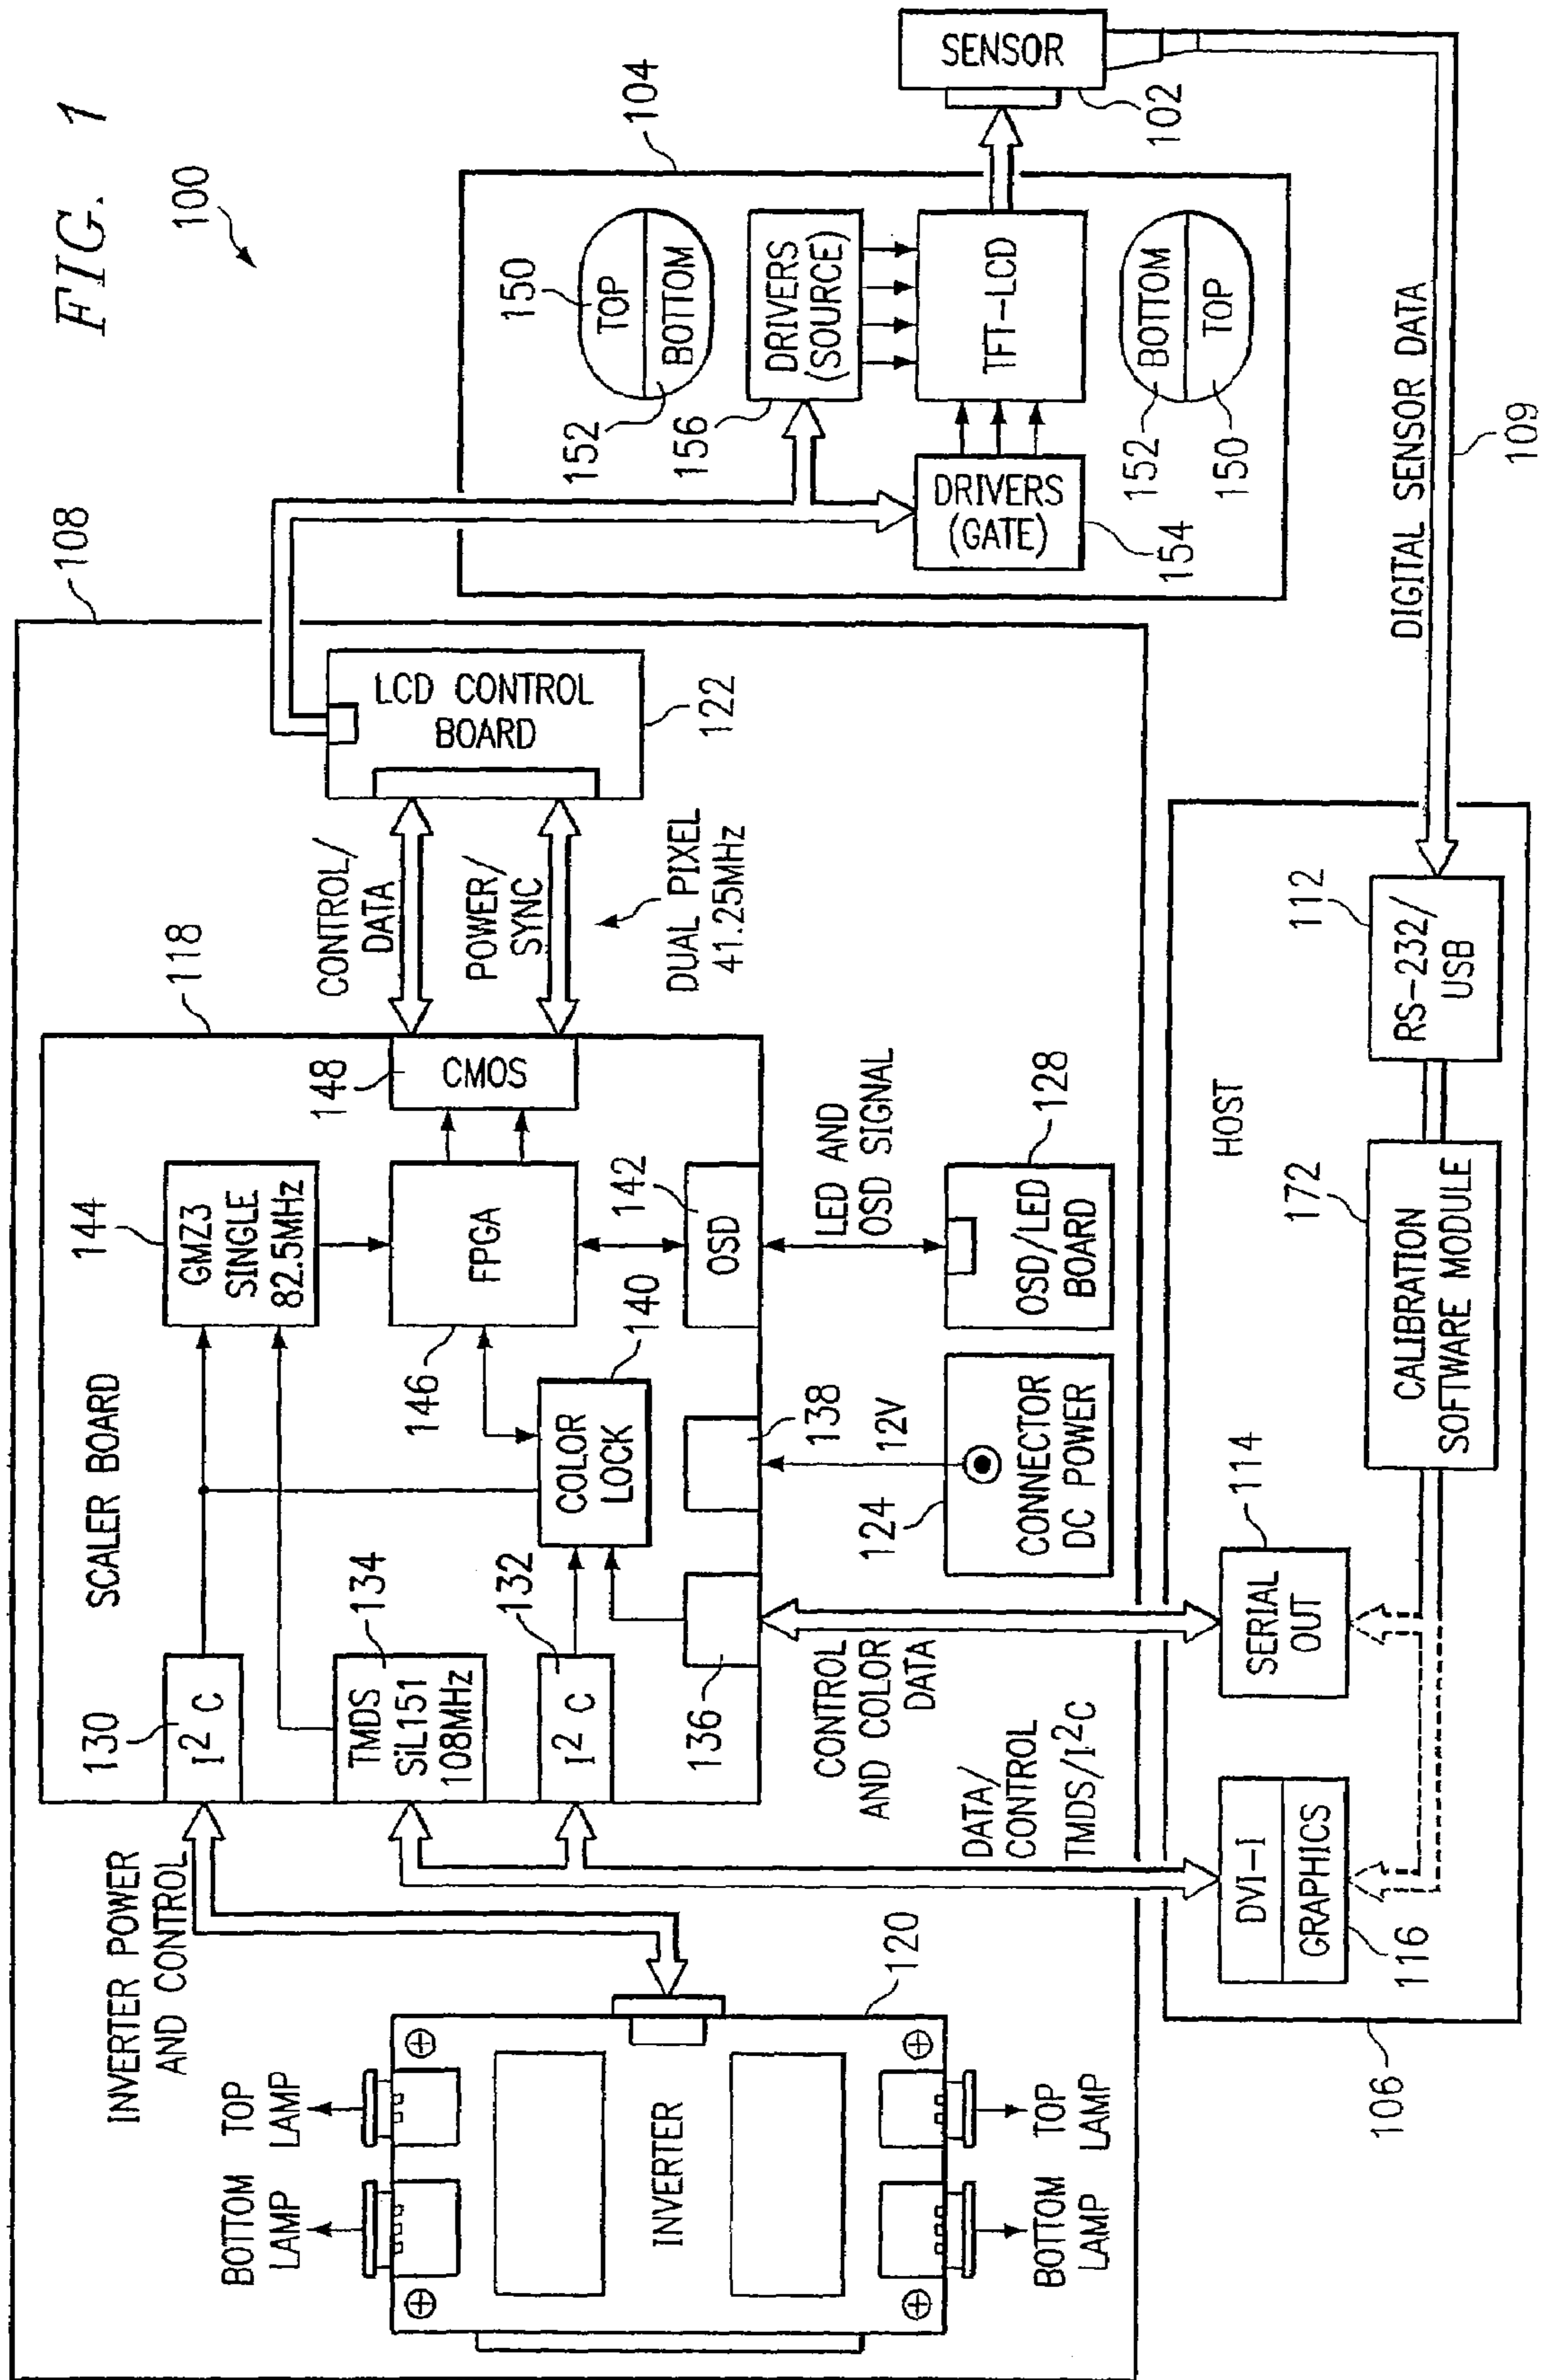 FIG. 1
100
108
118
SCALER BOARD
INVERTER POWER
AND CONTROL
130
I²C
134
TMDS
SiL151
108MHz
132
I²C
136
144
GMZ3
SINGLE
82.5MHz
146
FPGA
148
CMOS
140
COLOR
LOCK
138
142
OSD
CONTROL/
DATA
POWER/
SYNC
DUAL PIXEL
41.25MHz
LCD CONTROL
BOARD
122
BOTTOM
LAMP
TOP
LAMP
INVERTER
120
BOTTOM
LAMP
TOP
LAMP
CONTROL
AND COLOR
DATA
DATA/
CONTROL
TMDS/I²C
12V
124
CONNECTOR
DC POWER
LED AND
OSD SIGNAL
128
OSD/LED
BOARD
104
150
TOP
BOTTOM
152
156
DRIVERS
(SOURCE)
TFT-LCD
DRIVERS
(GATE)
154
152
BOTTOM
TOP
150
SENSOR
102
DIGITAL SENSOR DATA
109
106
HOST
DVI-I
GRAPHICS
116
114
SERIAL
OUT
172
CALIBRATION
SOFTWARE MODULE
112
RS-232/
USB